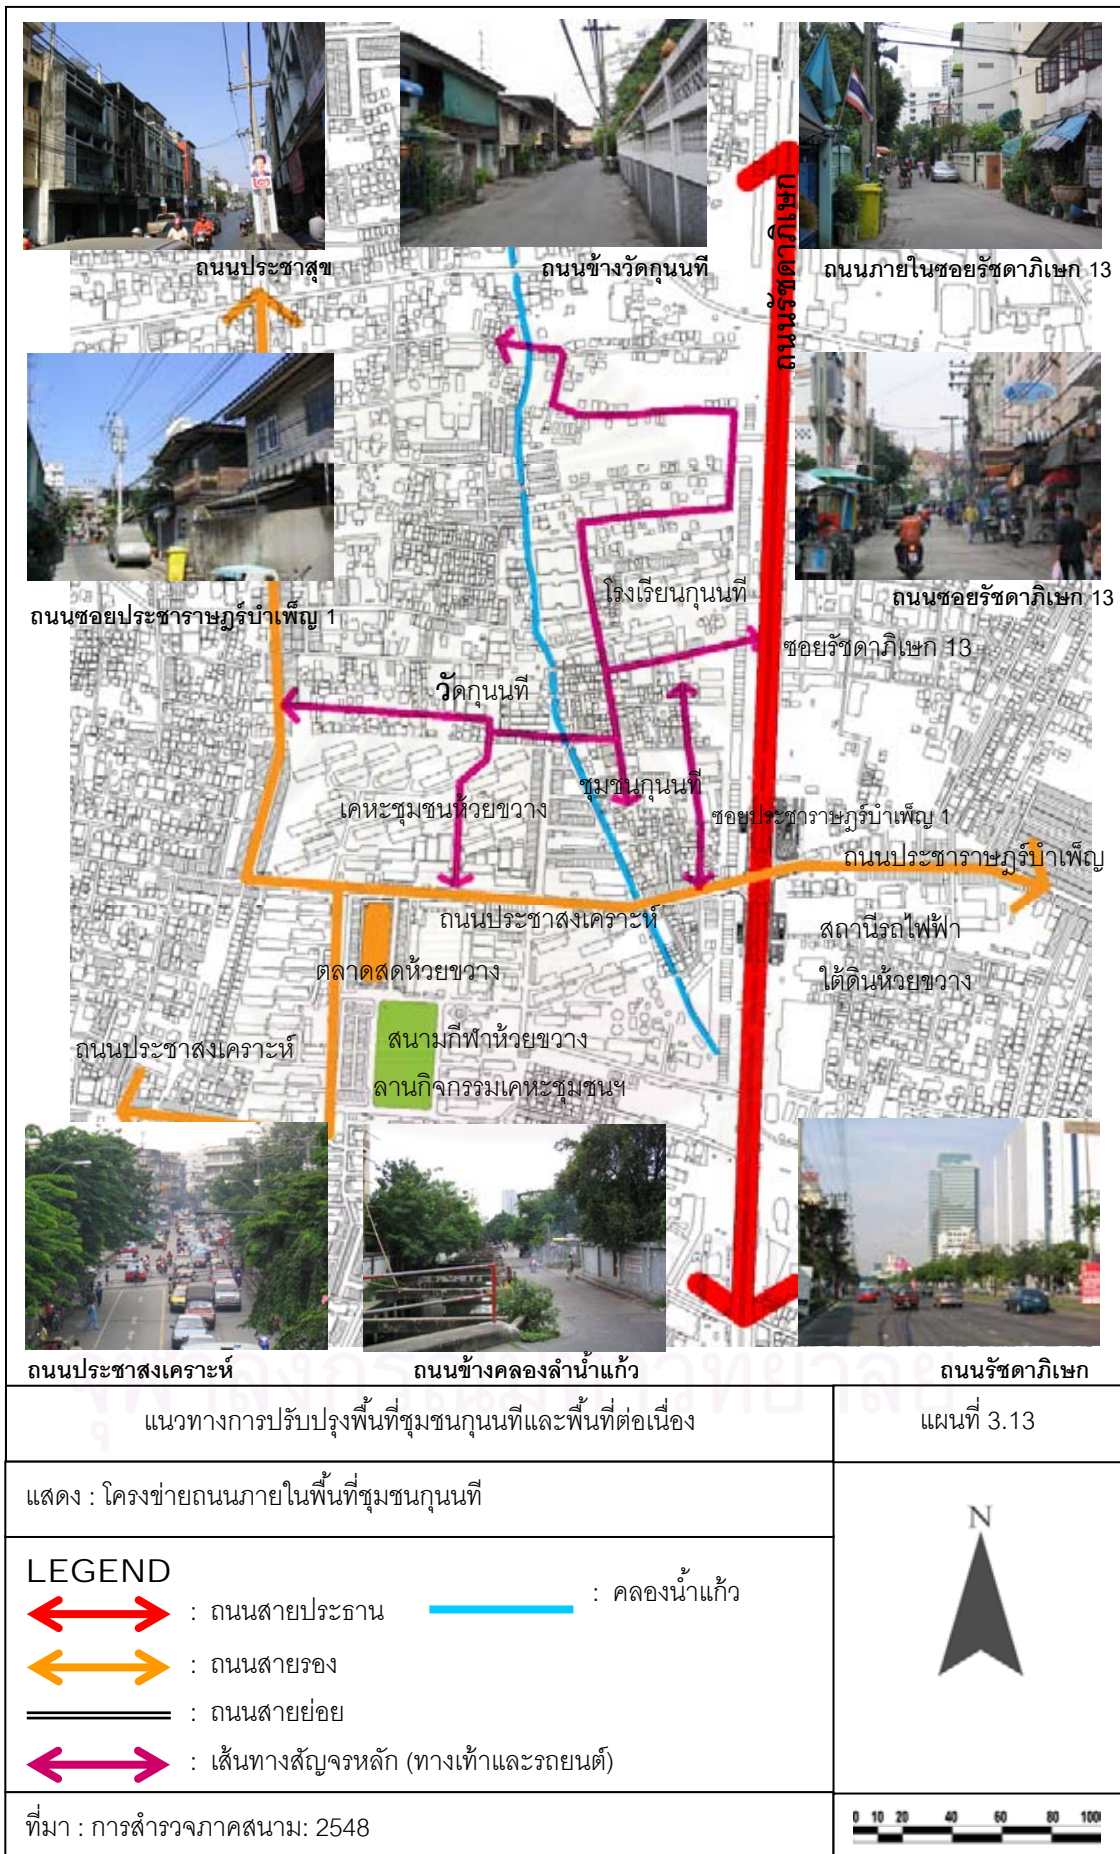 ถนนประชาสุข
ถนนข้างวัดกุนนที
ถนนภายในซอยรัชดาภิเษก 13
ถนนรัชดาภิเษก
ถนนซอยประชาราษฎร์บำเพ็ญ 1
ถนนซอยรัชดาภิเษก 13
โรงเรียนกุนนที
ซอยรัชดาภิเษก 13
วัดกุนนที
ชุมชนกุนนที
เคหะชุมชนห้วยขวาง
ซอยประชาราษฎร์บำเพ็ญ 1
ถนนประชาราษฎร์บำเพ็ญ
ถนนประชาสงเคราะห์
สถานีรถไฟฟ้า
ใต้ดินห้วยขวาง
ตลาดสดห้วยขวาง
ถนนประชาสงเคราะห์
สนามกีฬาห้วยขวาง
ลานกิจกรรมเคหะชุมชนฯ
ถนนประชาสงเคราะห์
ถนนข้างคลองลำน้ำแก้ว
ถนนรัชดาภิเษก
จุฬาลงกรณ์มหาวิทยาลัย
แนวทางการปรับปรุงพื้นที่ชุมชนกุนนทีและพื้นที่ต่อเนื่อง
แผนที่ 3.13
แสดง : โครงข่ายถนนภายในพื้นที่ชุมชนกุนนที
N
LEGEND
: ถนนสายประธาน
: คลองน้ำแก้ว
: ถนนสายรอง
: ถนนสายย่อย
: เส้นทางสัญจรหลัก (ทางเท้าและรถยนต์)
ที่มา : การสำรวจภาคสนาม: 2548
0 10 20 40 60 80 100